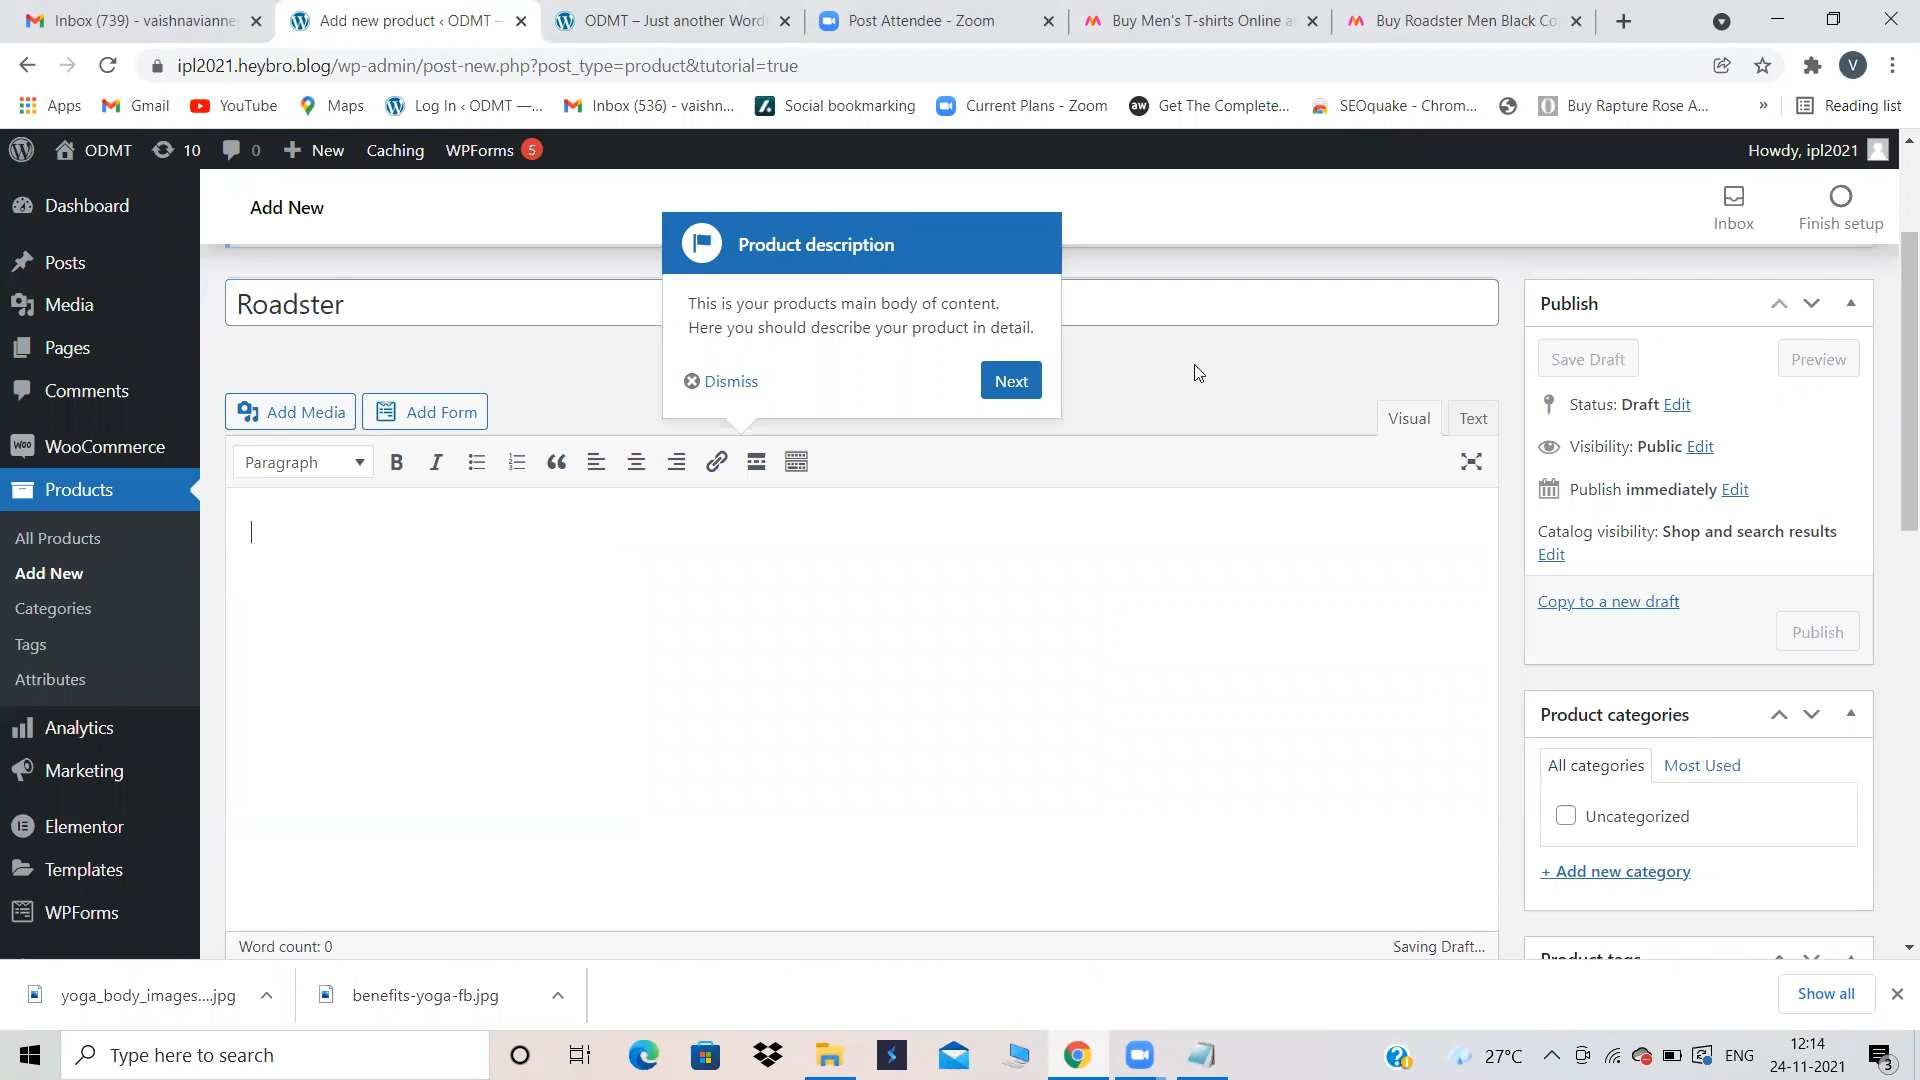 Inbox (739) - vaishnavianne
Add new product ‹ ODMT —
ODMT – Just another Word
Post Attendee - Zoom
Buy Men's T-shirts Online a
Buy Roadster Men Black Co
ipl2021.heybro.blog/wp-admin/post-new.php?post_type=product&tutorial=true
V
Apps
Gmail
YouTube
Maps
Log In ‹ ODMT —...
Inbox (536) - vaishn...
Social bookmarking
Current Plans - Zoom
aw
Get The Complete...
SEOquake - Chrom...
Buy Rapture Rose A...
»
Reading list
ODMT
10
0
New
Caching
WPForms 5
Howdy, ipl2021
Dashboard
Posts
Media
Pages
Comments
Woo
WooCommerce
Products
All Products
Add New
Categories
Tags
Attributes
Analytics
Marketing
Elementor
Templates
WPForms
Add New
Inbox
Finish setup
Product description
This is your products main body of content.
Here you should describe your product in detail.
Dismiss
Next
Roadster
Add Media
Add Form
Visual
Text
Paragraph
B
I
Word count: 0
Saving Draft...
Publish
Save Draft
Preview
Status: Draft Edit
Visibility: Public Edit
Publish immediately Edit
Catalog visibility: Shop and search results
Edit
Copy to a new draft
Publish
Product categories
All categories
Most Used
Uncategorized
+ Add new category
Product tags
yoga_body_images....jpg
benefits-yoga-fb.jpg
Show all
Type here to search
27°C
ENG
12:14
24-11-2021
3